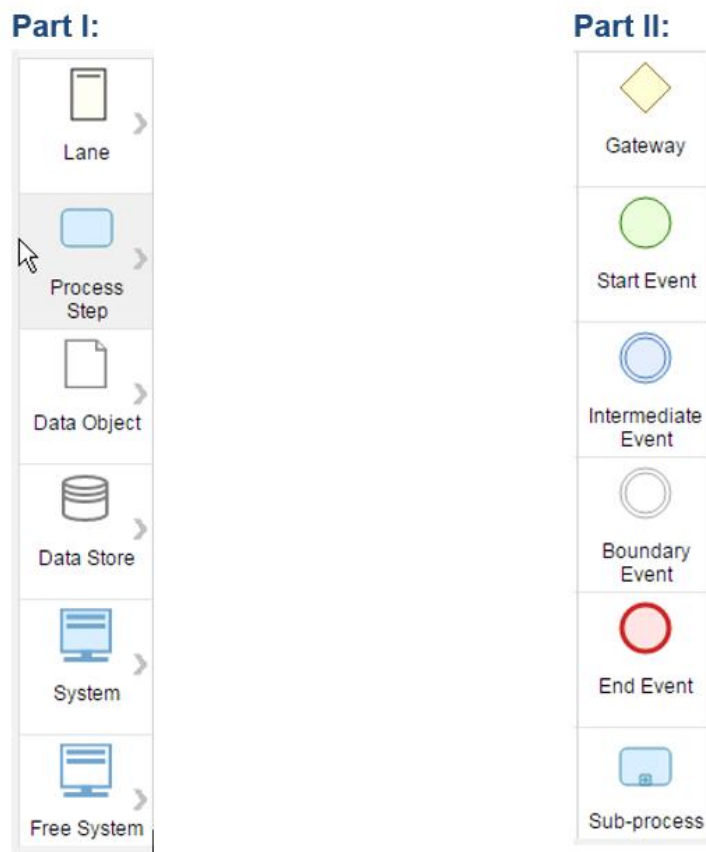 Part I:
Lane
Process
Step
Data Object
Data Store
System
Free System
Part II:
Gateway
Start Event
Intermediate
Event
Boundary
Event
End Event
Sub-process